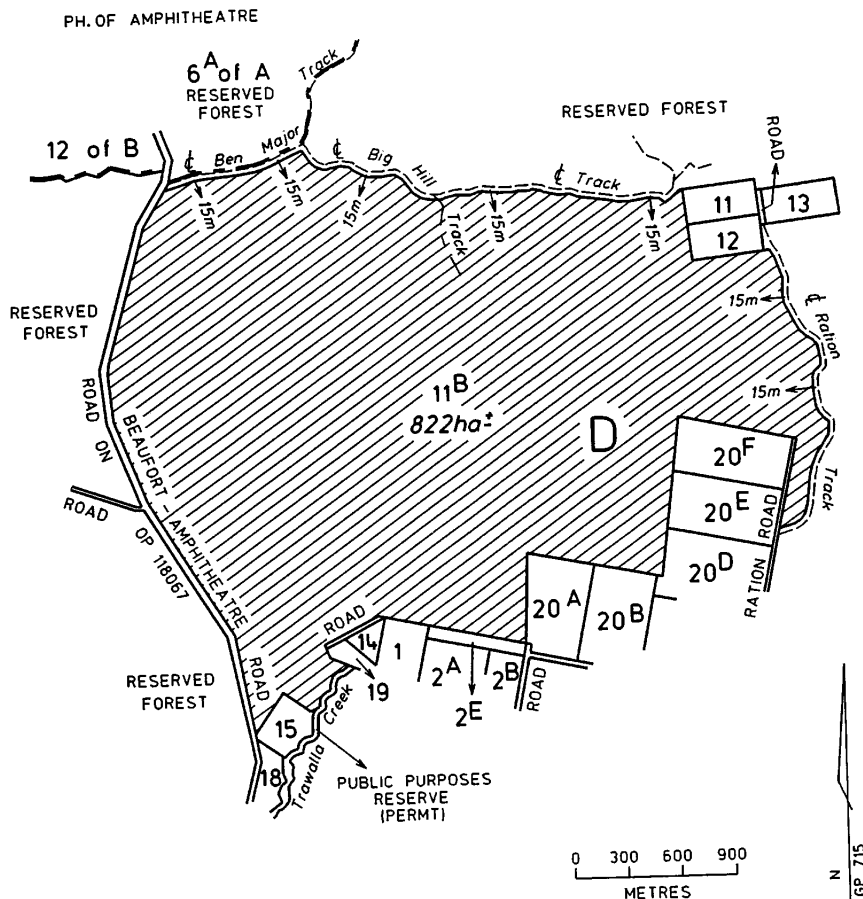 PH. OF AMPHITHEATRE
6A of A
RESERVED
FOREST
Track
RESERVED FOREST
12 of B
℄ Ben Major
℄ Big Hill
℄ Track
ROAD
11
13
12
15m
15m
15m
15m
15m
Track
15m
℄ Ration
15m
Track
RESERVED
FOREST
11B
822ha±
D
20F
20E
20D
RATION ROAD
ROAD ON
OP 118067
BEAUFORT - AMPHITHEATRE
ROAD
ROAD
20A
20B
ROAD
14
1
2A
2B
19
2E
ROAD
RESERVED
FOREST
15
18
Trawalla Creek
PUBLIC PURPOSES
RESERVE
(PERMT)
0 300 600 900
METRES
N
GP 715